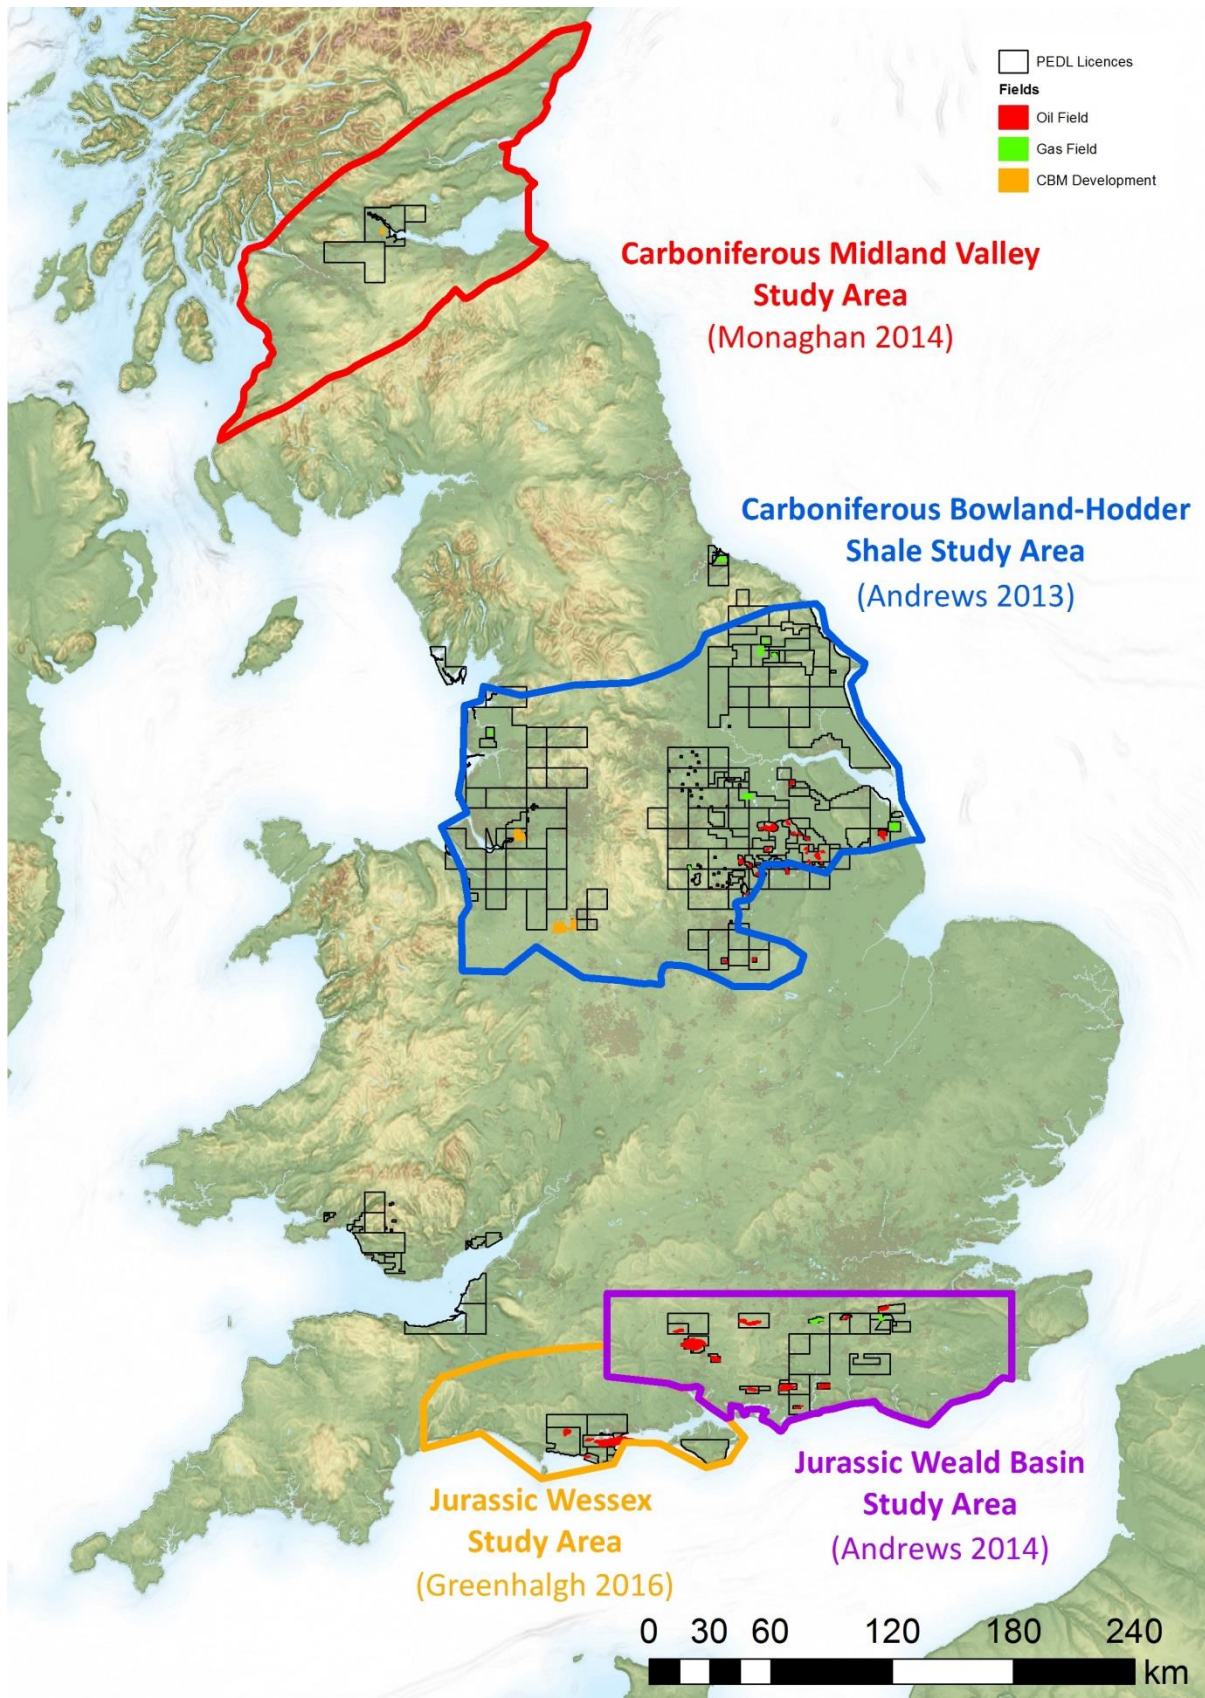 PEDL Licences
Fields
Oil Field
Gas Field
CBM Development
Carboniferous Midland Valley
Study Area
(Monaghan 2014)
Carboniferous Bowland-Hodder
Shale Study Area
(Andrews 2013)
Jurassic Weald Basin
Study Area
(Andrews 2014)
Jurassic Wessex
Study Area
(Greenhalgh 2016)
0 30 60 120 180 240
km